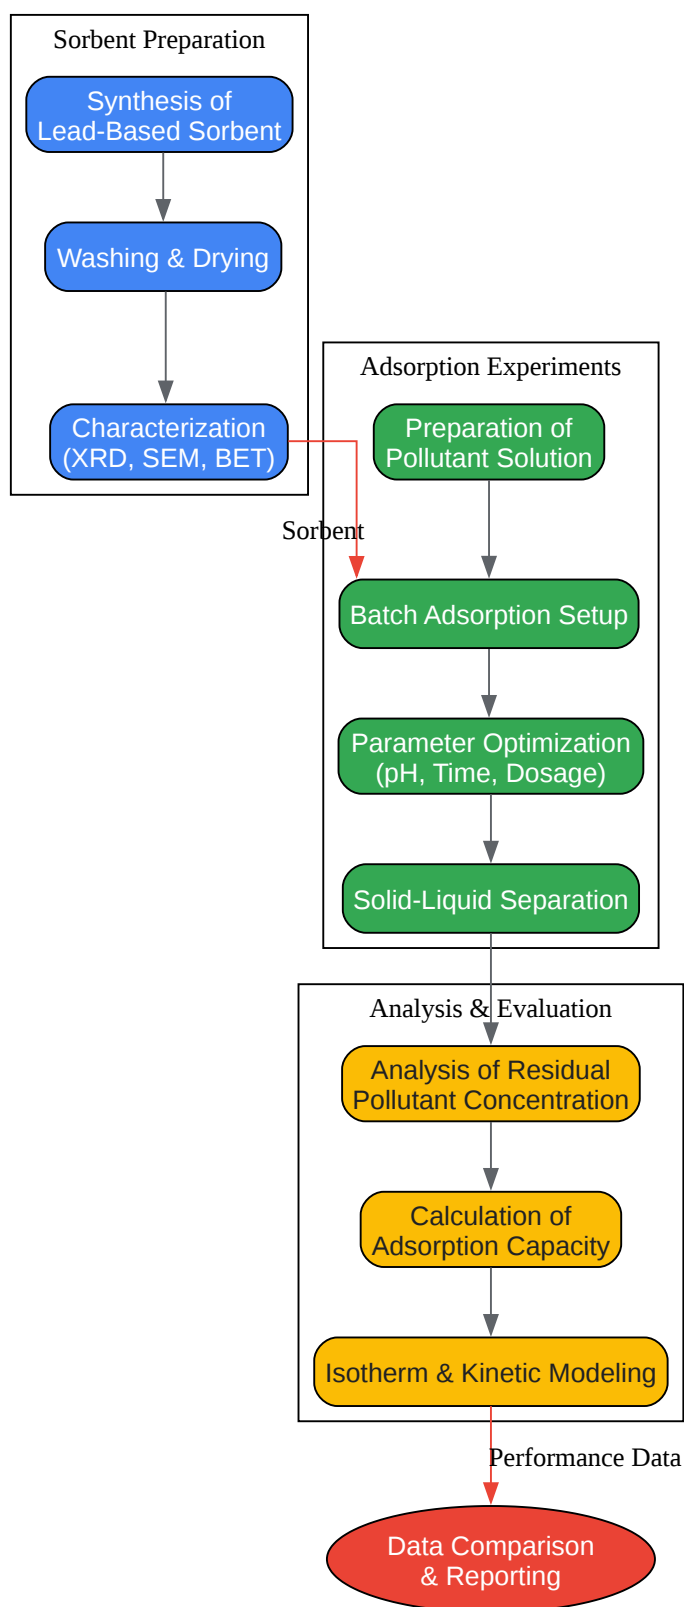 Sorbent Preparation
Synthesis of
Lead-Based Sorbent
Washing & Drying
Characterization
(XRD, SEM, BET)
Sorbent
Adsorption Experiments
Preparation of
Pollutant Solution
Batch Adsorption Setup
Parameter Optimization
(pH, Time, Dosage)
Solid-Liquid Separation
Analysis & Evaluation
Analysis of Residual
Pollutant Concentration
Calculation of
Adsorption Capacity
Isotherm & Kinetic Modeling
Performance Data
Data Comparison
& Reporting